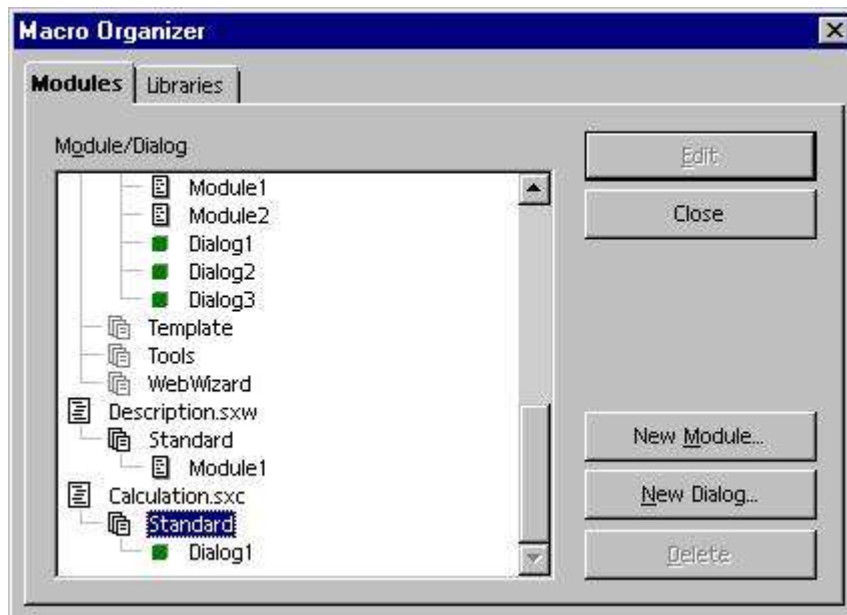 Macro Organizer
Modules
Libraries
Module/Dialog
Module1
Module2
Dialog1
Dialog2
Dialog3
Template
Tools
WebWizard
Description.sxw
Standard
Module1
Calculation.sxc
Standard
Dialog1
Edit
Close
New Module...
New Dialog...
Delete